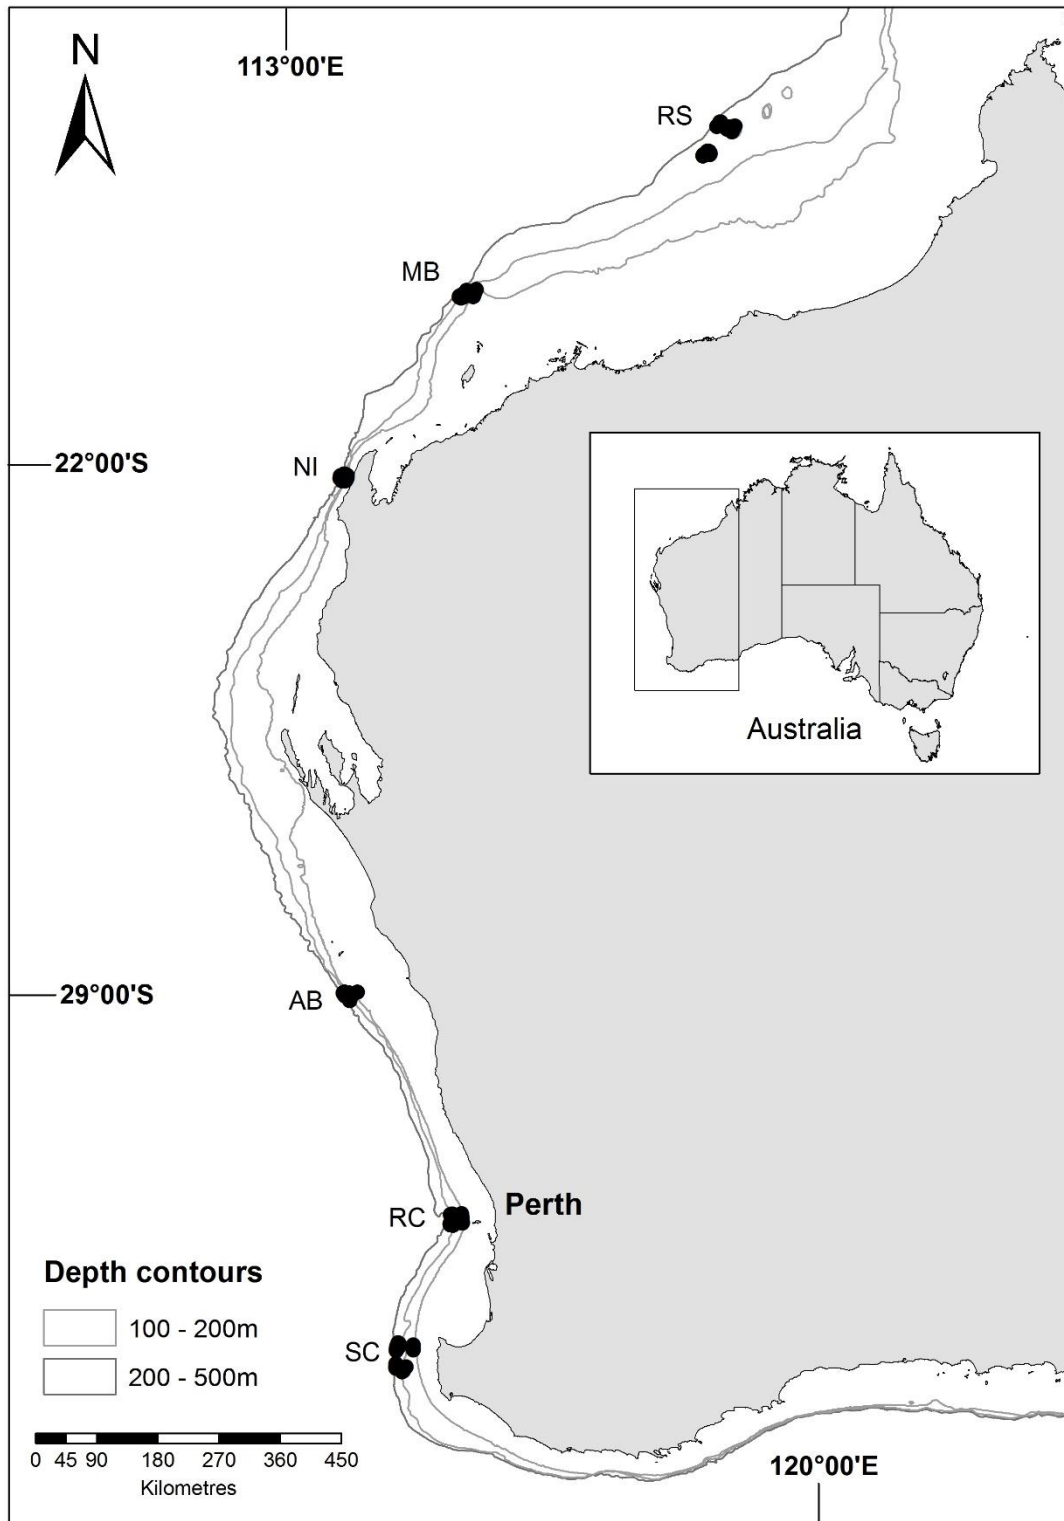 N
113°00'E
RS
MB
22°00'S
NI
Australia
29°00'S
AB
Perth
RC
Depth contours
100 - 200m
200 - 500m
SC
0 45 90 180 270 360 450
Kilometres
120°00'E